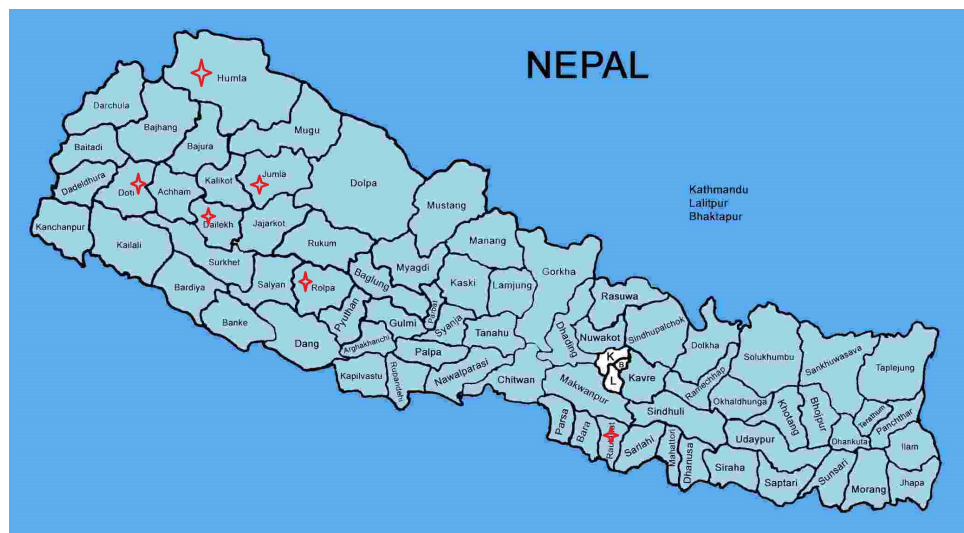 NEPAL
Humla
Darchula
Bajhang
Mugu
Bajura
Baitadi
Jumla
Kalikot
Dolpa
Dadeldhura
Doti
Achham
Kathmandu
Lalitpur
Bhaktapur
Mustang
Kanchanpur
Dailekh
Jajarkot
Kailali
Rukum
Manang
Surkhet
Myagdi
Gorkha
Baglung
Kaski
Lamjung
Bardiya
Salyan
Rolpa
Rasuwa
Parbat
Pyuthan
Syanja
Banke
Gulmi
Tanahu
Dhading
Nuwakot
Sindhupalchok
Dolkha
Dang
Arghakhanchi
Palpa
K
B
Solukhumbu
Sankhuwasava
Taplejung
Kapilvastu
Rupandehi
Nawalparasi
Chitwan
Makwanpur
L
Kavre
Ramechhap
Okhaldhunga
Khotang
Bhojpur
Terathum
Panchthar
Sindhuli
Parsa
Bara
Sarlahi
Mahattori
Dhanusa
Udaypur
Dhankuta
Ilam
Siraha
Saptari
Sunsari
Morang
Jhapa